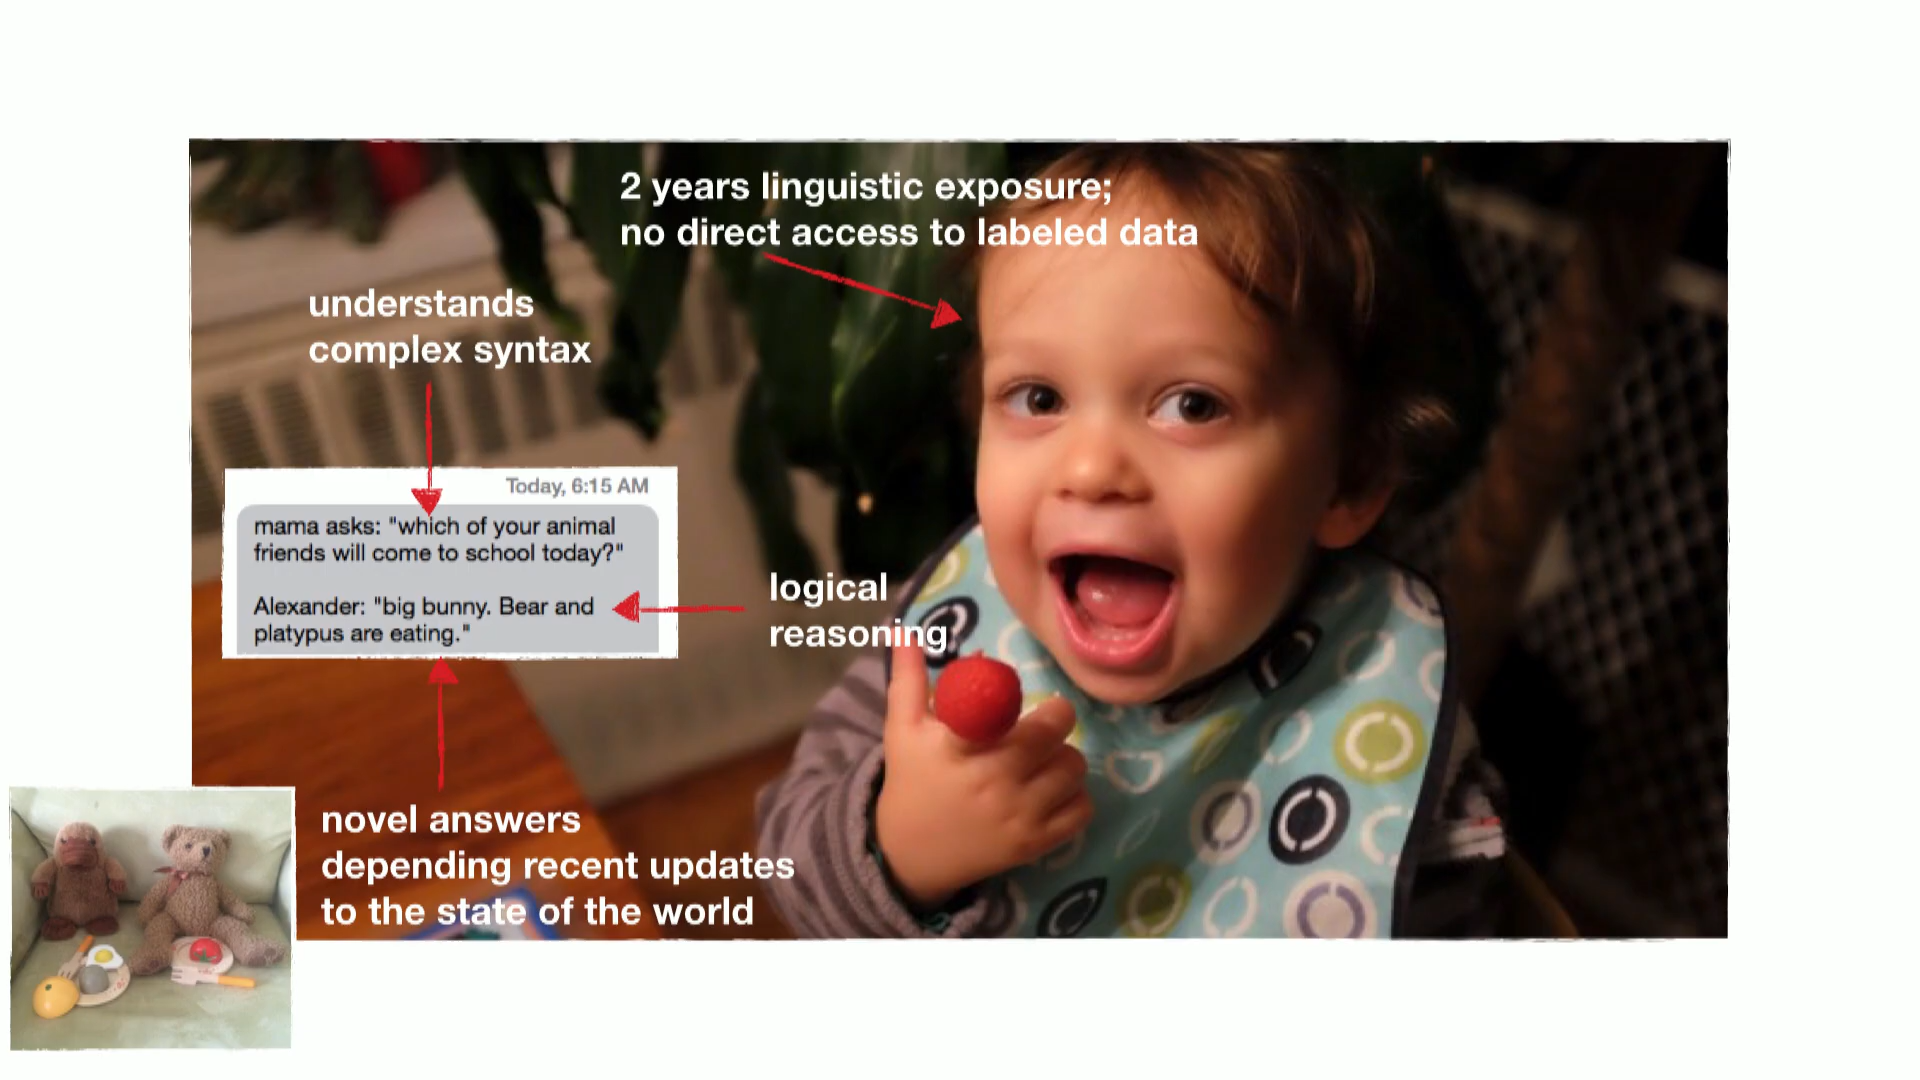 2 years linguistic exposure;
no direct access to labeled data
understands
complex syntax
Today, 6:15 AM
mama asks: "which of your animal
friends will come to school today?"
Alexander: "big bunny. Bear and
platypus are eating."
logical
reasoning
novel answers
depending recent updates
to the state of the world